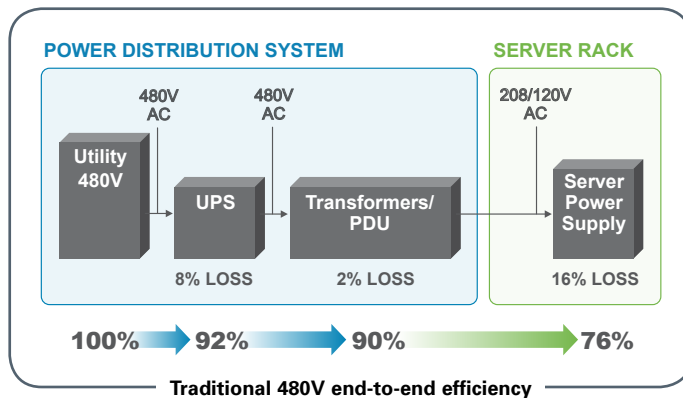 POWER DISTRIBUTION SYSTEM
SERVER RACK
480V
AC
480V
AC
208/120V
AC
Utility
480V
UPS
Transformers/
PDU
Server
Power
Supply
8% LOSS
2% LOSS
16% LOSS
100%
92%
90%
76%
Traditional 480V end-to-end efficiency